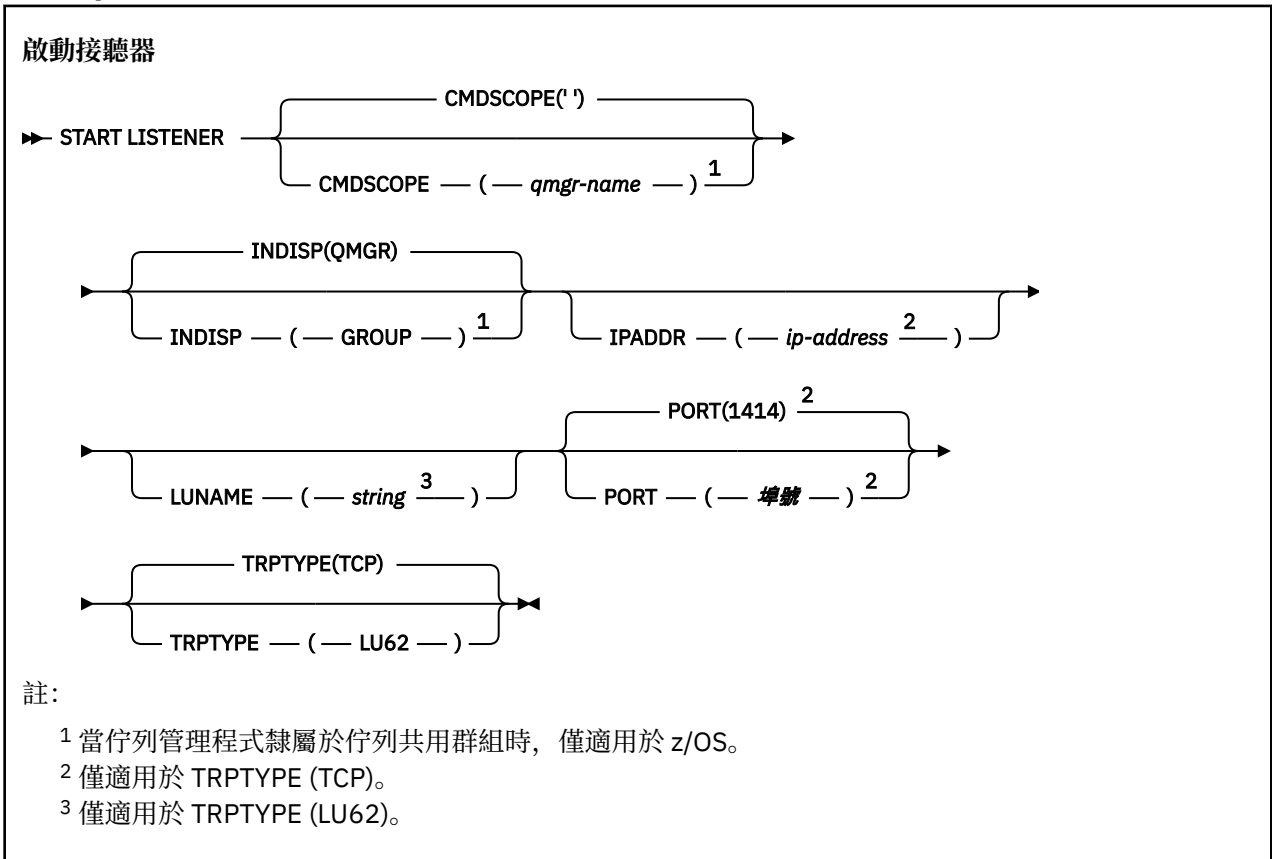 啟動接聽器
CMDSCOPE(' ')
START LISTENER
CMDSCOPE ( qmgr-name ) 1
INDISP(QMGR)
INDISP ( GROUP ) 1 IPADDR ( ip-address 2 )
PORT(1414) 2
LUNAME ( string 3 ) PORT ( 埠號 ) 2
TRPTYPE(TCP)
TRPTYPE ( LU62 )
註：
1 當佇列管理程式隸屬於佇列共用群組時，僅適用於 z/OS。
2 僅適用於 TRPTYPE (TCP)。
3 僅適用於 TRPTYPE (LU62)。